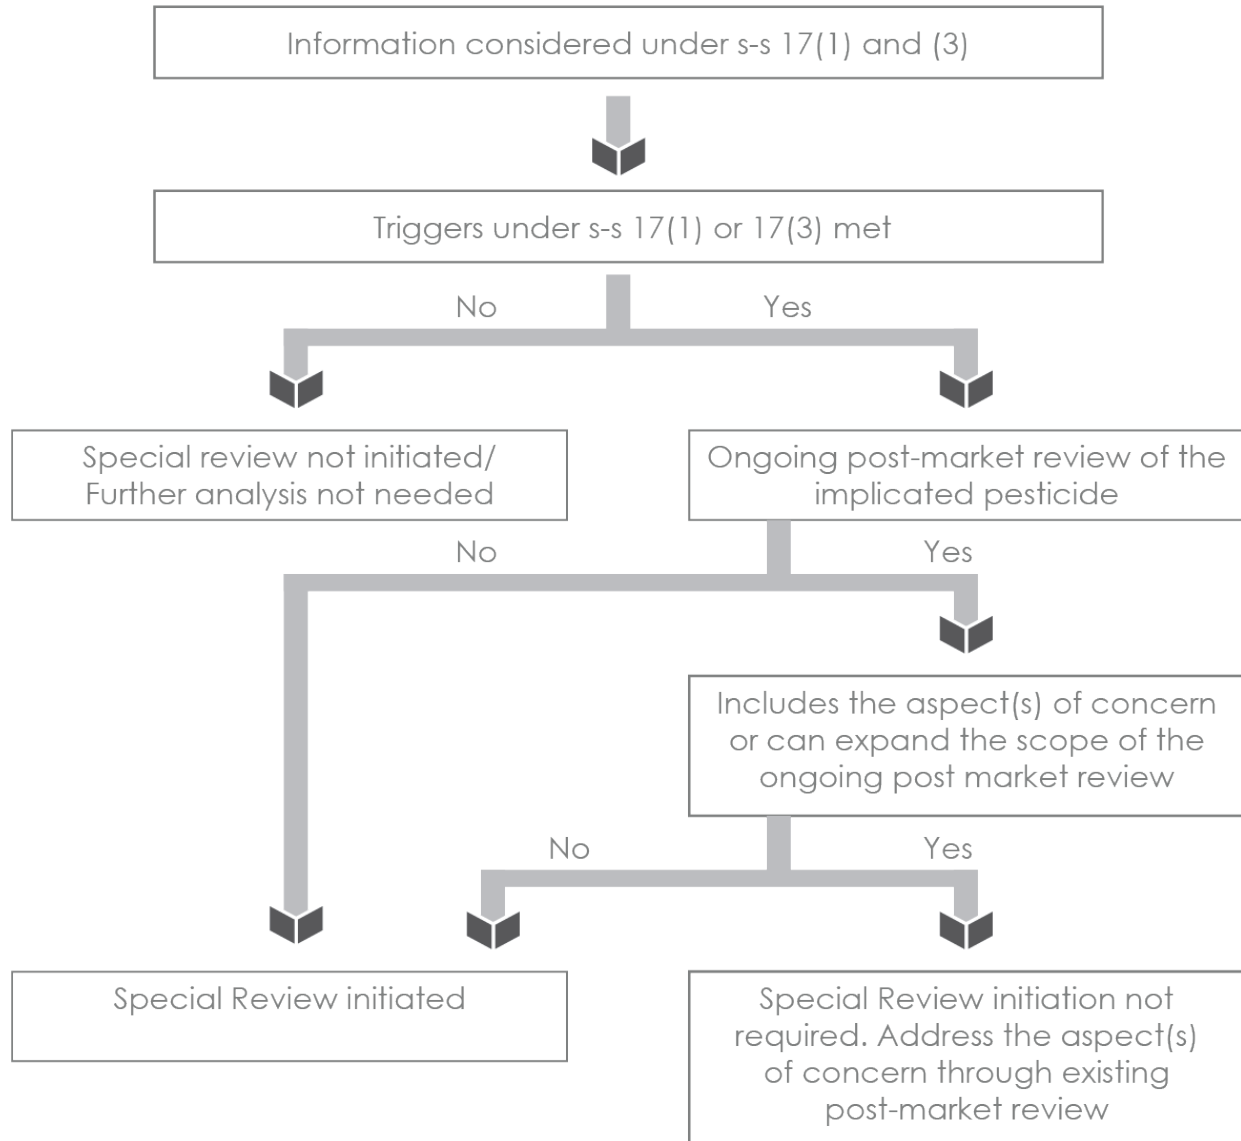 Information considered under s-s 17(1) and (3)
Triggers under s-s 17(1) or 17(3) met
No
Yes
Special review not initiated/
Further analysis not needed
Ongoing post-market review of the
implicated pesticide
No
Yes
Includes the aspect(s) of concern
or can expand the scope of the
ongoing post market review
No
Yes
Special Review initiated
Special Review initiation not
required. Address the aspect(s)
of concern through existing
post-market review